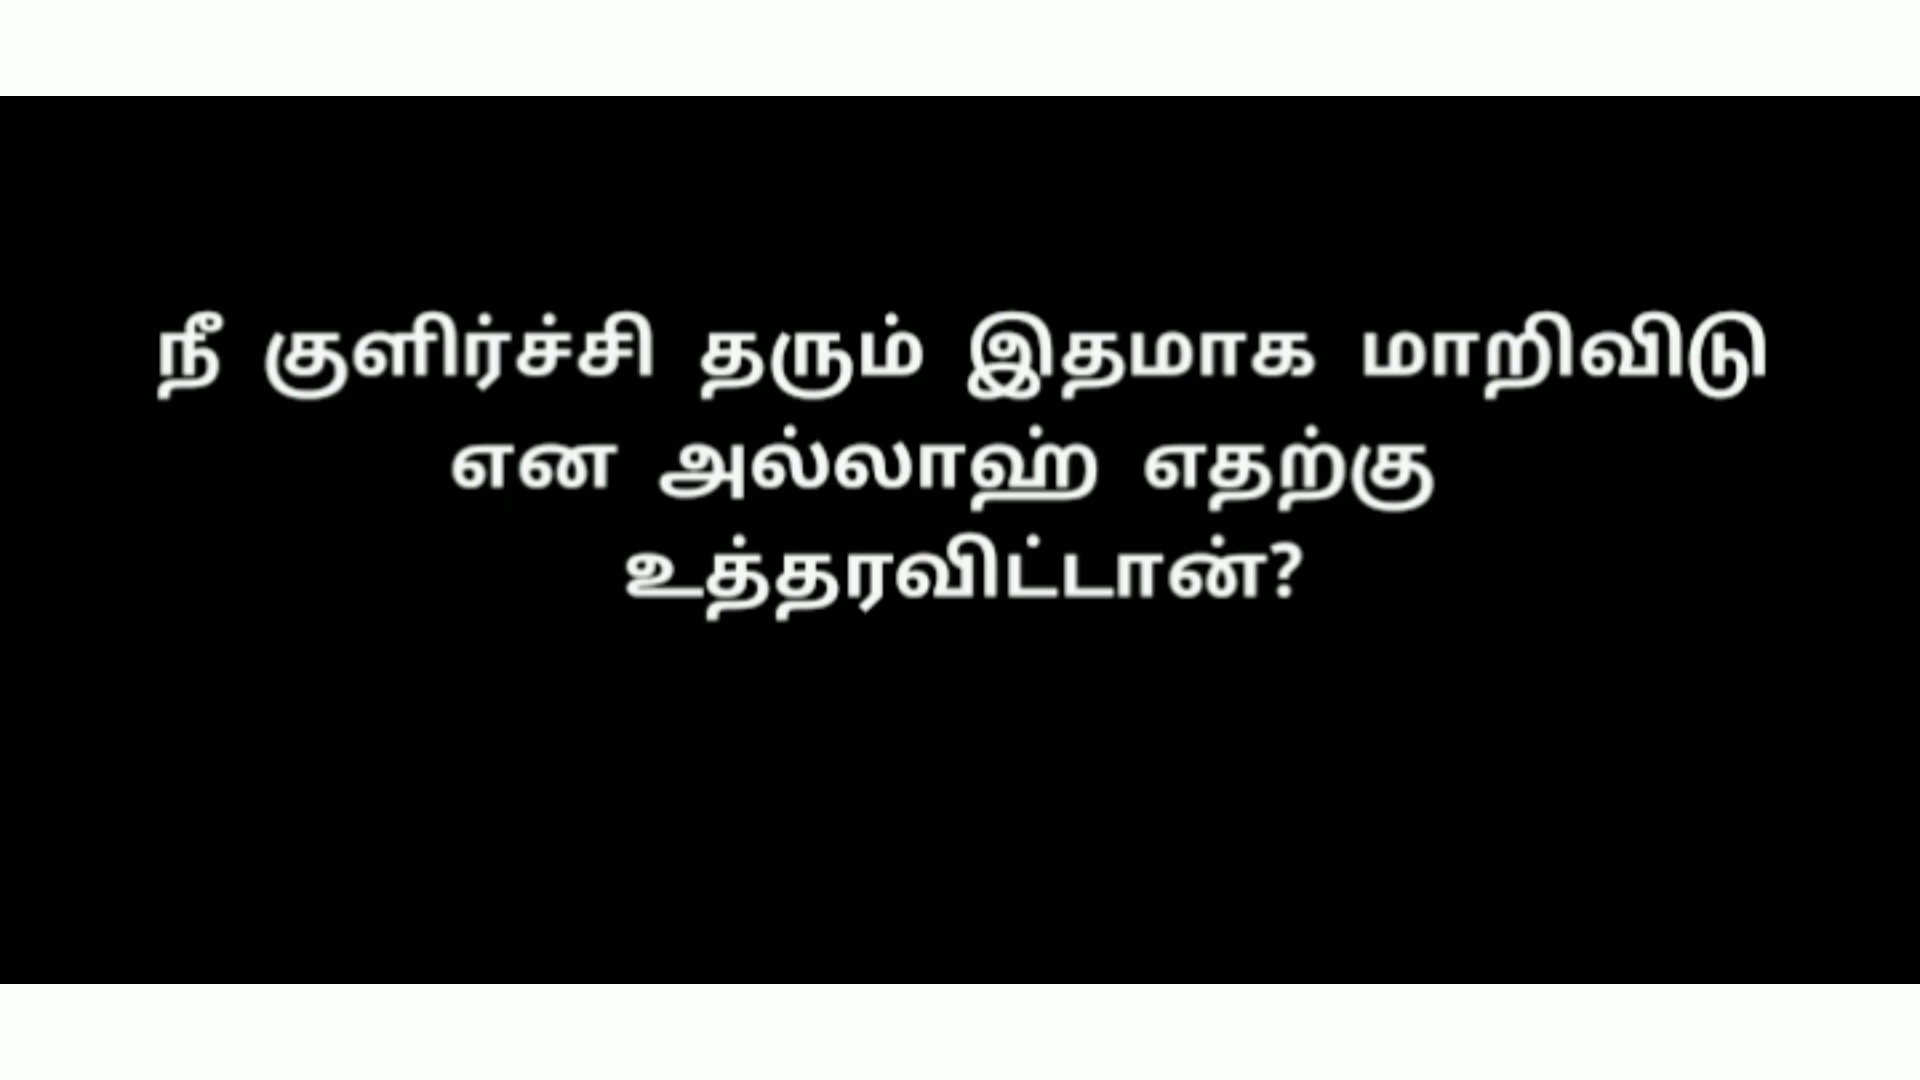 நீ குளிர்ச்சி தரும் இதமாக மாறிவிடு
என அல்லாஹ் எதற்கு
உத்தரவிட்டான்?